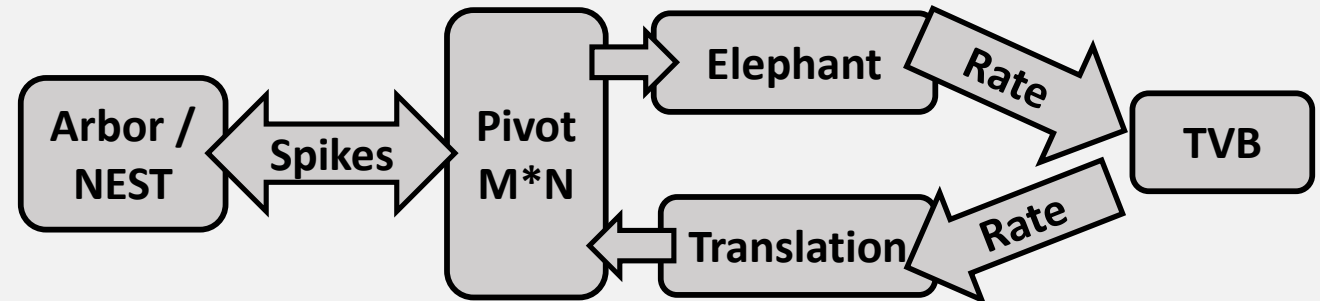 Arbor /
NEST
Spikes
Pivot
M*N
Elephant
Rate
TVB
Translation
Rate